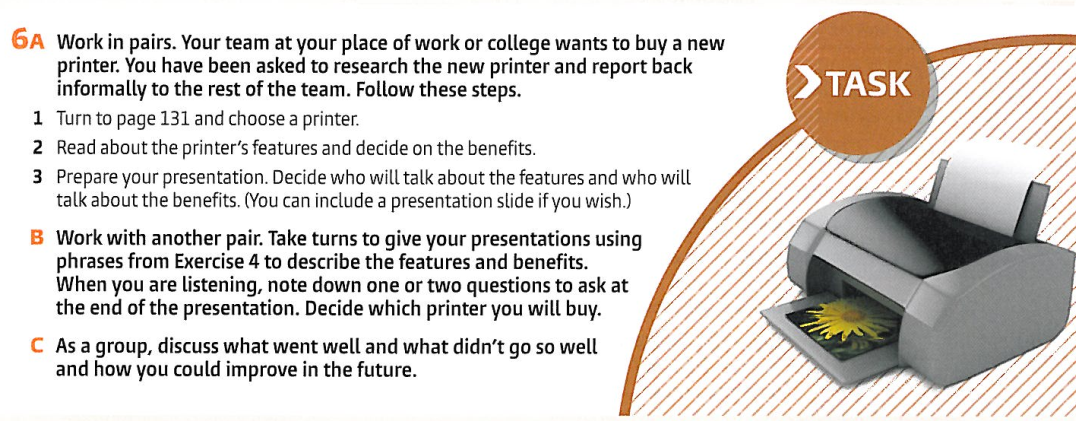 6A Work in pairs. Your team at your place of work or college wants to buy a new
printer. You have been asked to research the new printer and report back
informally to the rest of the team. Follow these steps.
1 Turn to page 131 and choose a printer.
2 Read about the printer's features and decide on the benefits.
3 Prepare your presentation. Decide who will talk about the features and who will
talk about the benefits. (You can include a presentation slide if you wish.)
B Work with another pair. Take turns to give your presentations using
phrases from Exercise 4 to describe the features and benefits.
When you are listening, note down one or two questions to ask at
the end of the presentation. Decide which printer you will buy.
C As a group, discuss what went well and what didn't go so well
and how you could improve in the future.
TASK